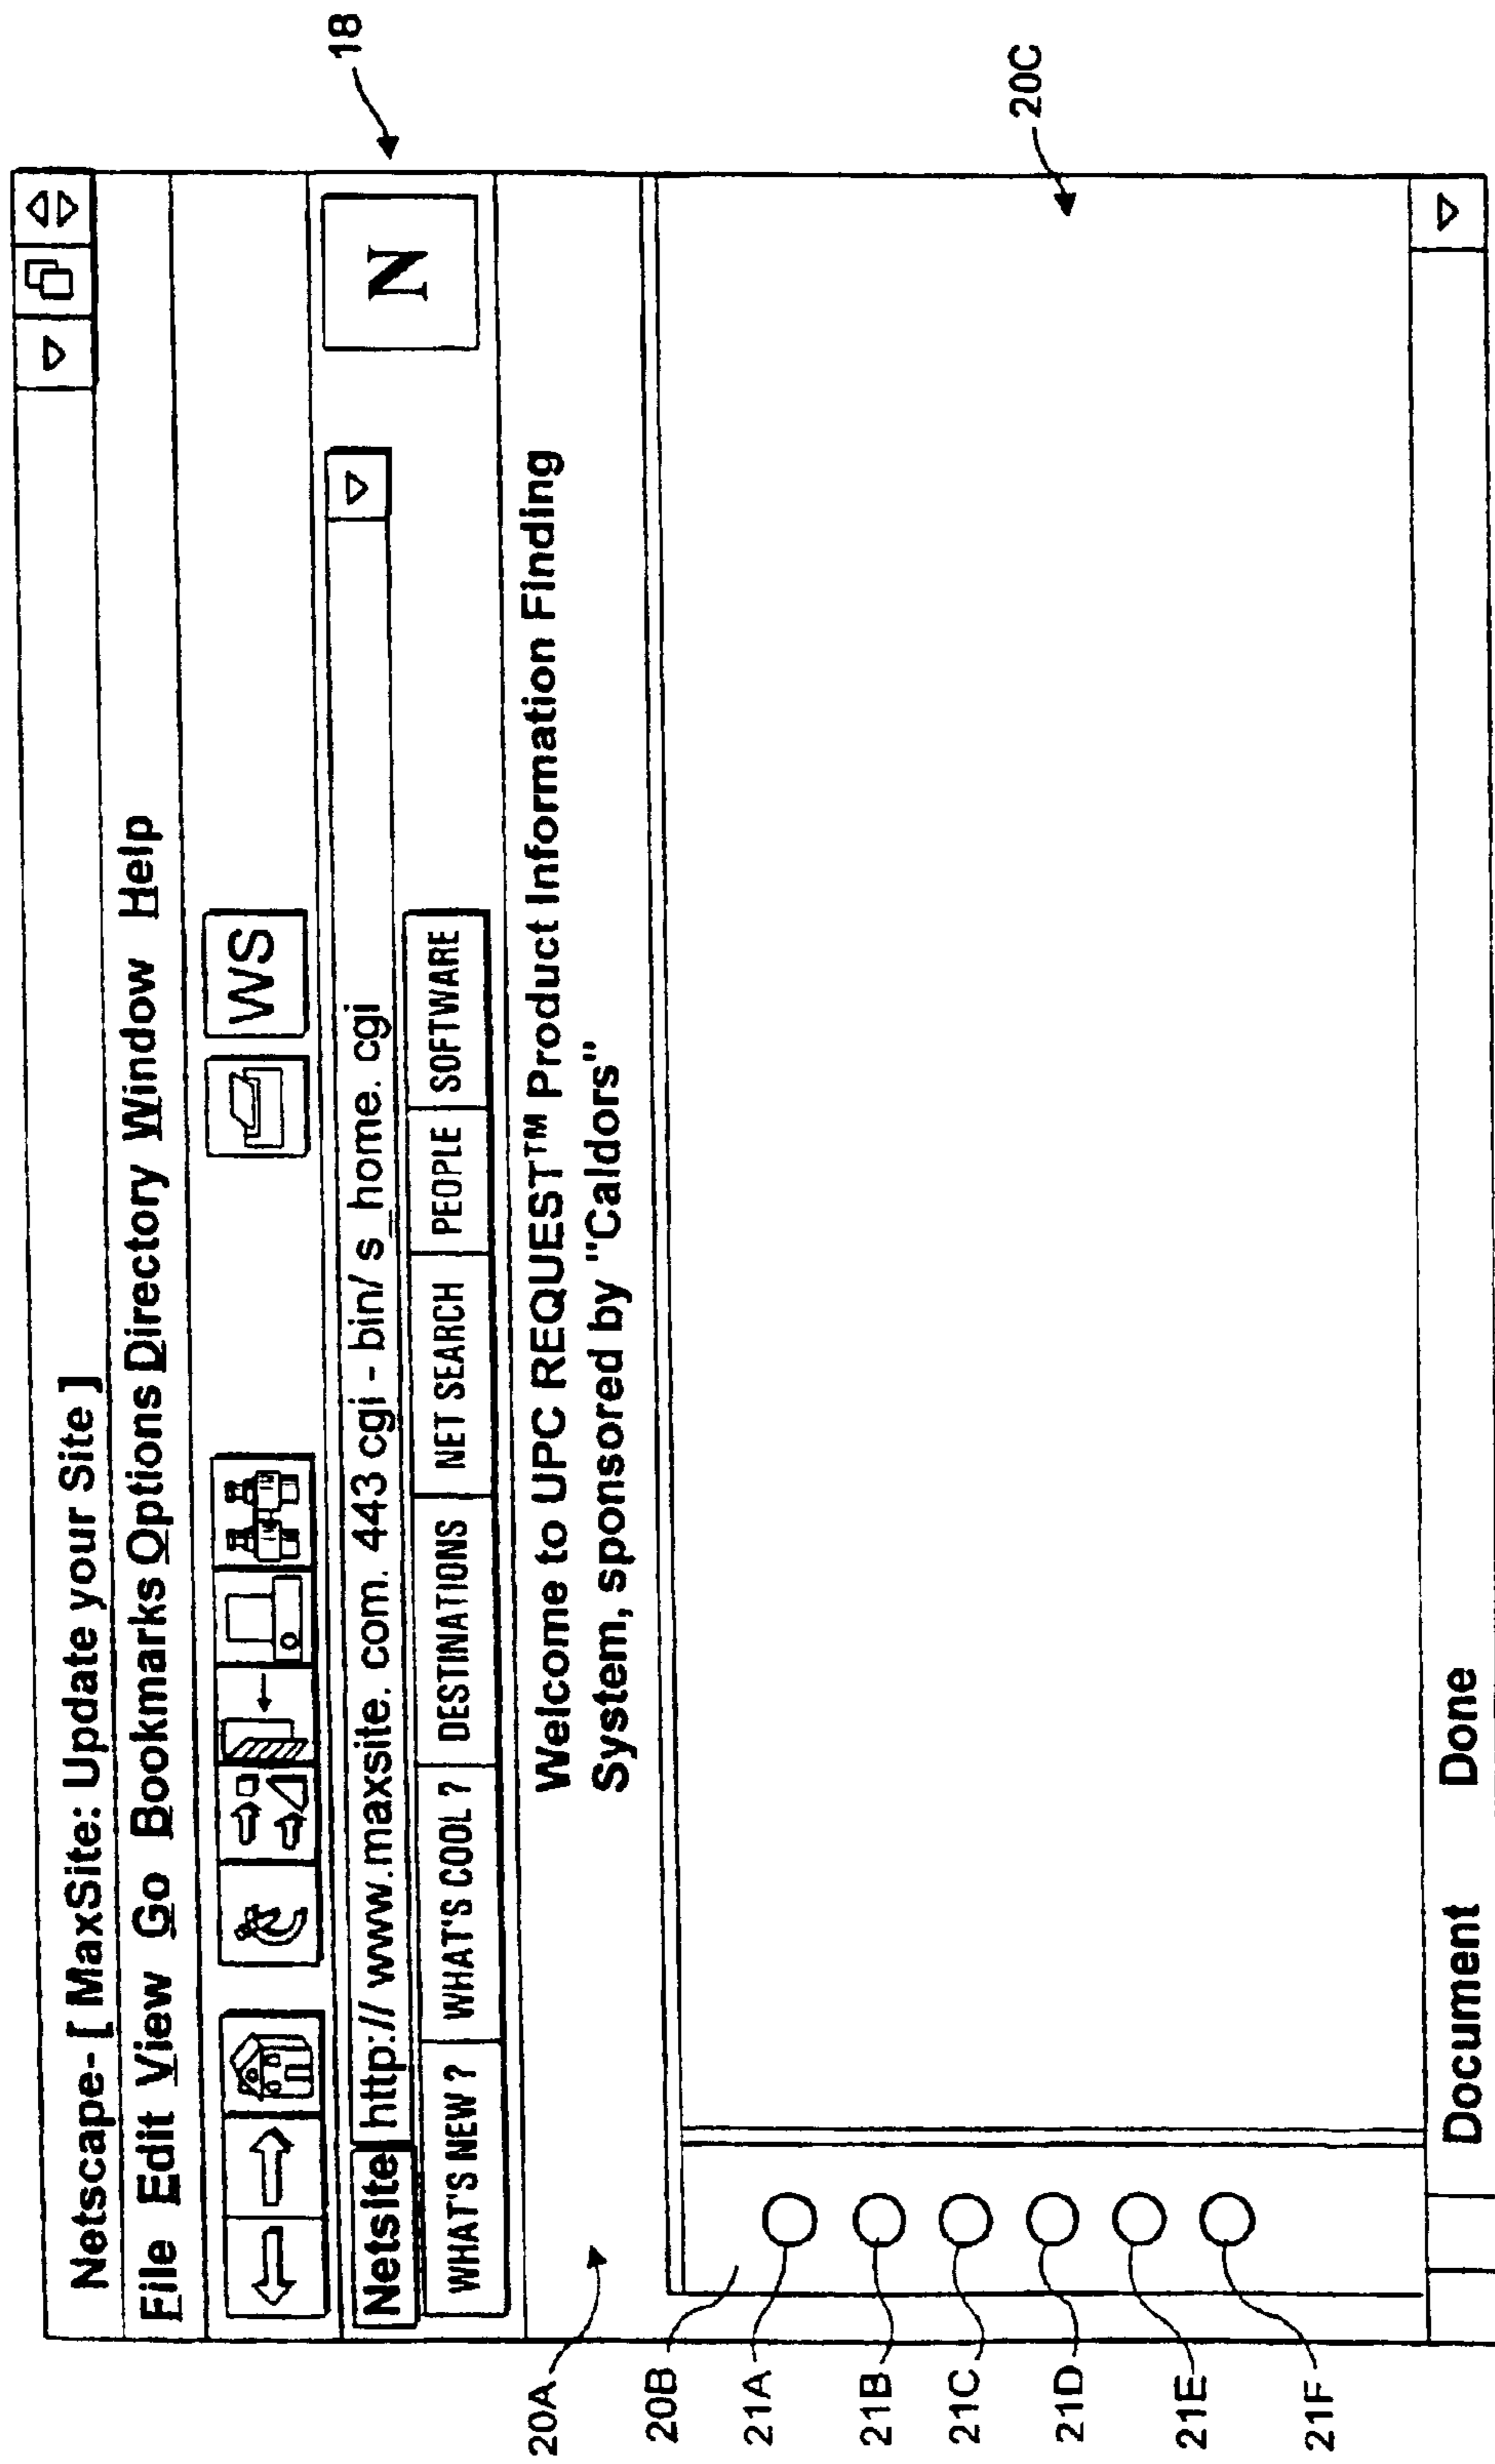 Netscape- [ MaxSite: Update your Site ]
File Edit View Go Bookmarks Options Directory Window Help
WS
Netsite http:// www.maxsite. com. 443 cgi - bin/ s_home. cgi
N
18
WHAT'S NEW ? WHAT'S COOL ? DESTINATIONS NET SEARCH PEOPLE SOFTWARE
Welcome to UPC REQUEST™ Product Information Finding
System, sponsored by "Caldors"
20A
20B
21A
21B
21C
20C
21D
21E
21F
Document Done